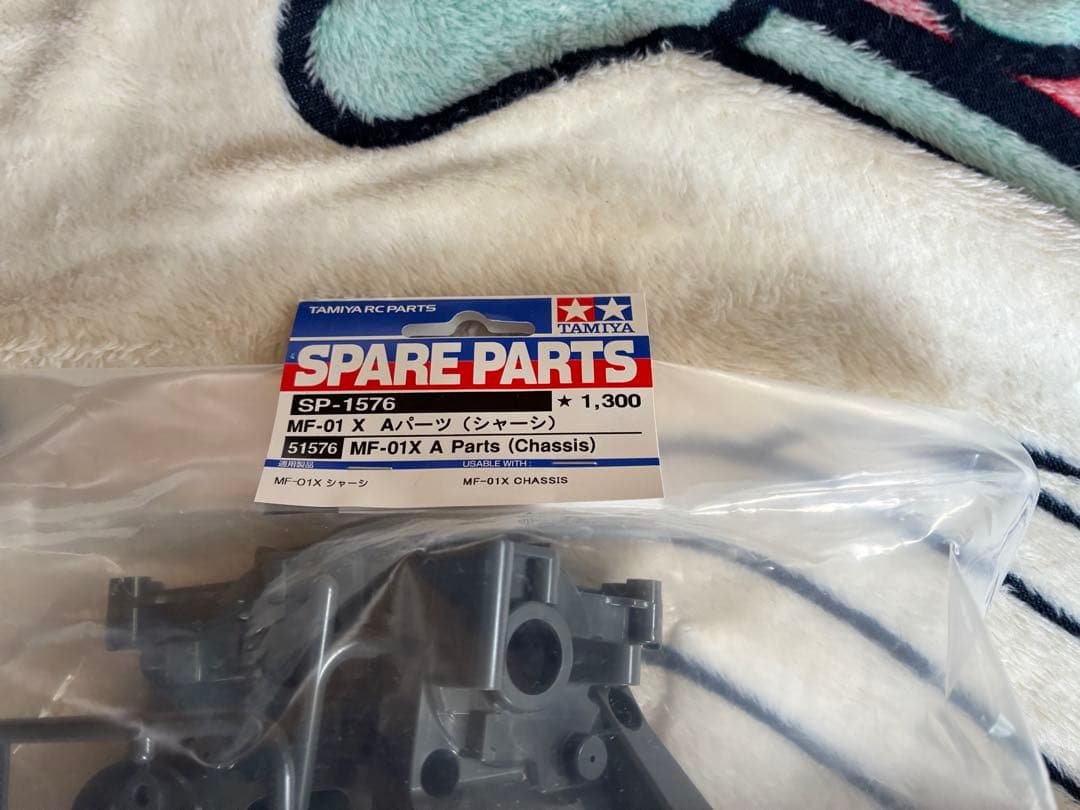 TAMIYA RC PARTS
TAMIYA
SPARE PARTS
SP-1576 ★ 1,300
MF-01 X Aパーツ（シャーシ）
51576 MF-01X A Parts (Chassis)
適用製品 USABLE WITH :
MF-01X シャーシ MF-01X CHASSIS